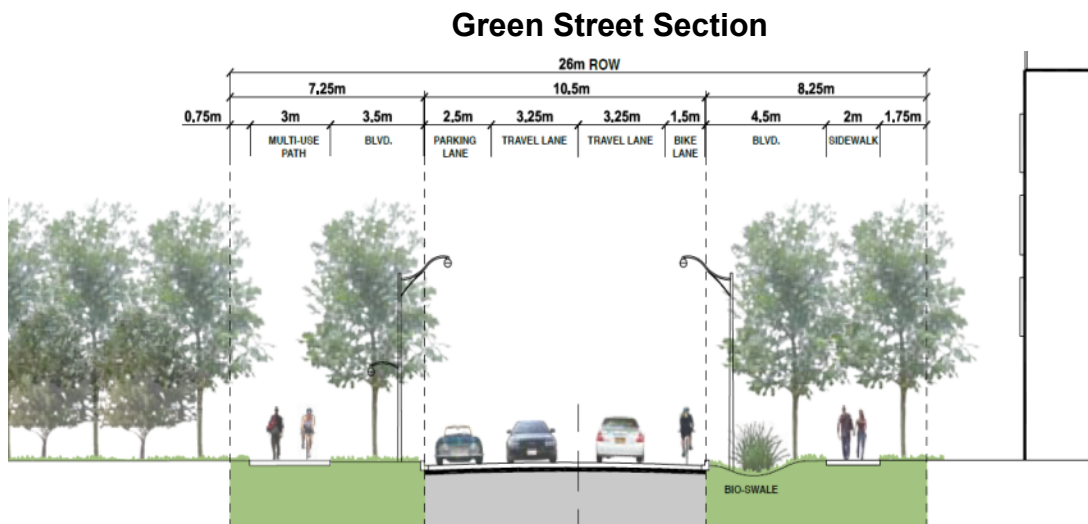 Green Street Section
26m ROW
7,25m
10,5m
8,25m
0,75m
3m
3,5m
2,5m
3,25m
3,25m
1,5m
4,5m
2m
1,75m
MULTI-USE
PATH
BLVD.
PARKING
LANE
TRAVEL LANE
TRAVEL LANE
BIKE
LANE
BLVD.
SIDEWALK
BIO-SWALE